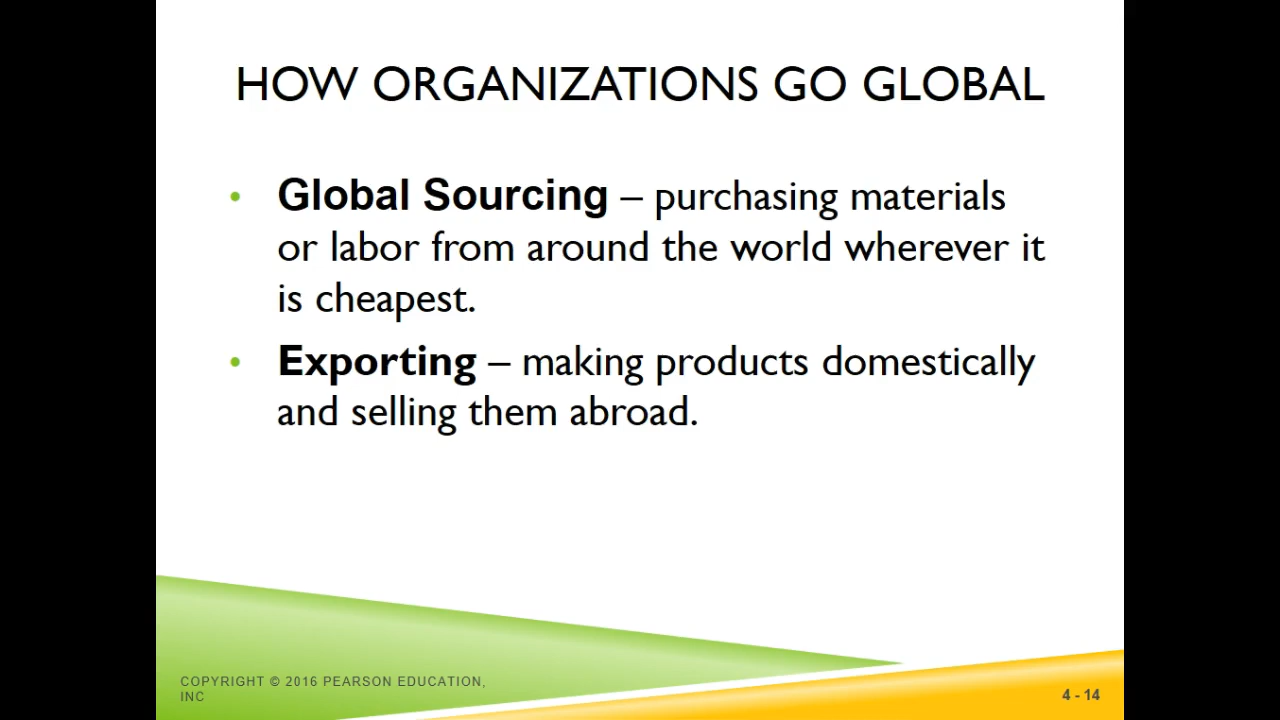 HOW ORGANIZATIONS GO GLOBAL
• Global Sourcing – purchasing materials
or labor from around the world wherever it
is cheapest.
• Exporting – making products domestically
and selling them abroad.
COPYRIGHT © 2016 PEARSON EDUCATION,
INC
4 - 14